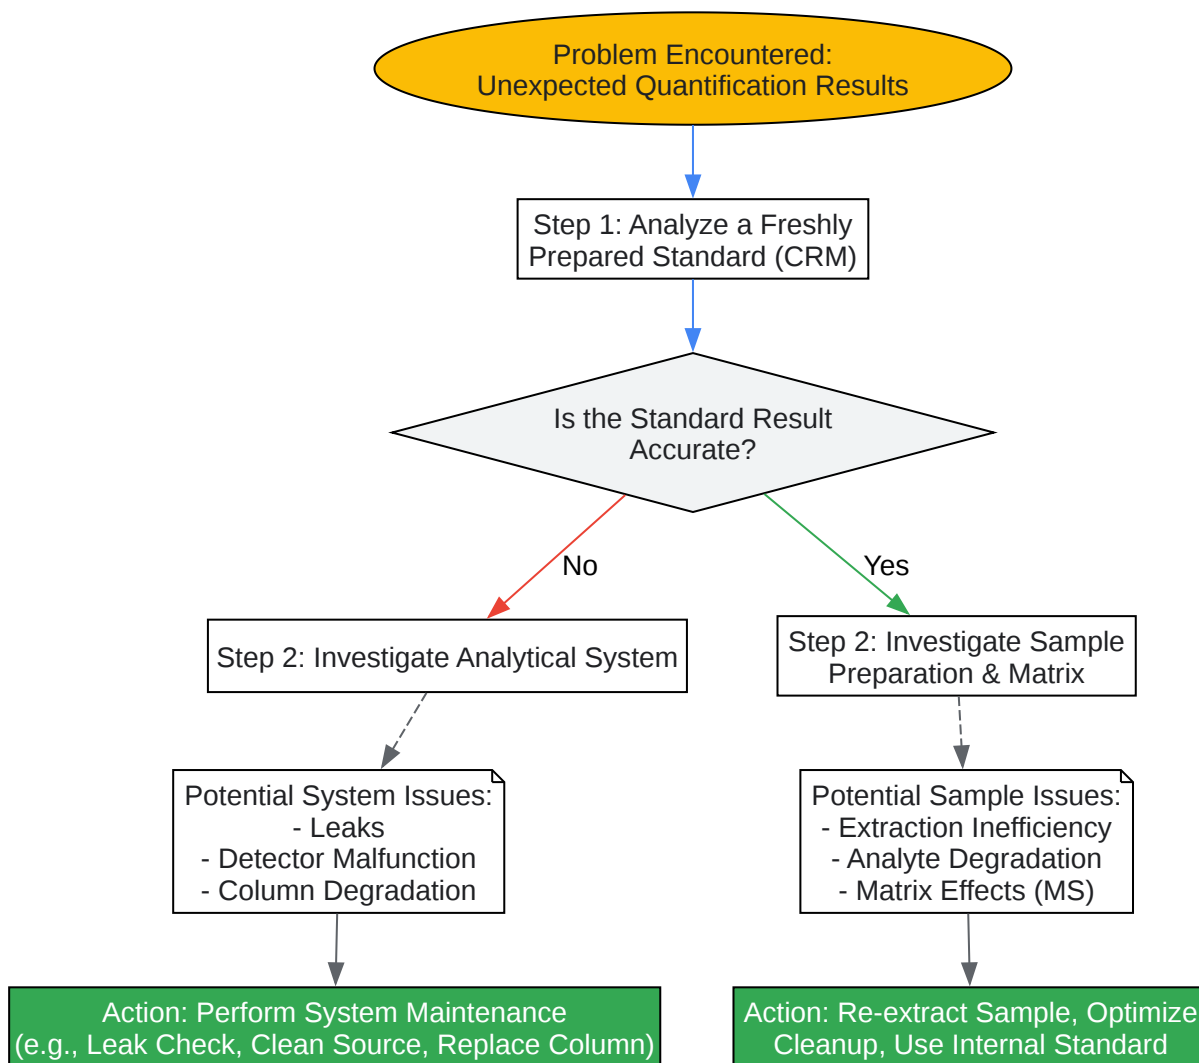 Problem Encountered:
Unexpected Quantification Results
Step 1: Analyze a Freshly
Prepared Standard (CRM)
Is the Standard Result
Accurate?
No
Yes
Step 2: Investigate Analytical System
Step 2: Investigate Sample
Preparation & Matrix
Potential System Issues:
- Leaks
- Detector Malfunction
- Column Degradation
Potential Sample Issues:
- Extraction Inefficiency
- Analyte Degradation
- Matrix Effects (MS)
Action: Perform System Maintenance
(e.g., Leak Check, Clean Source, Replace Column)
Action: Re-extract Sample, Optimize
Cleanup, Use Internal Standard